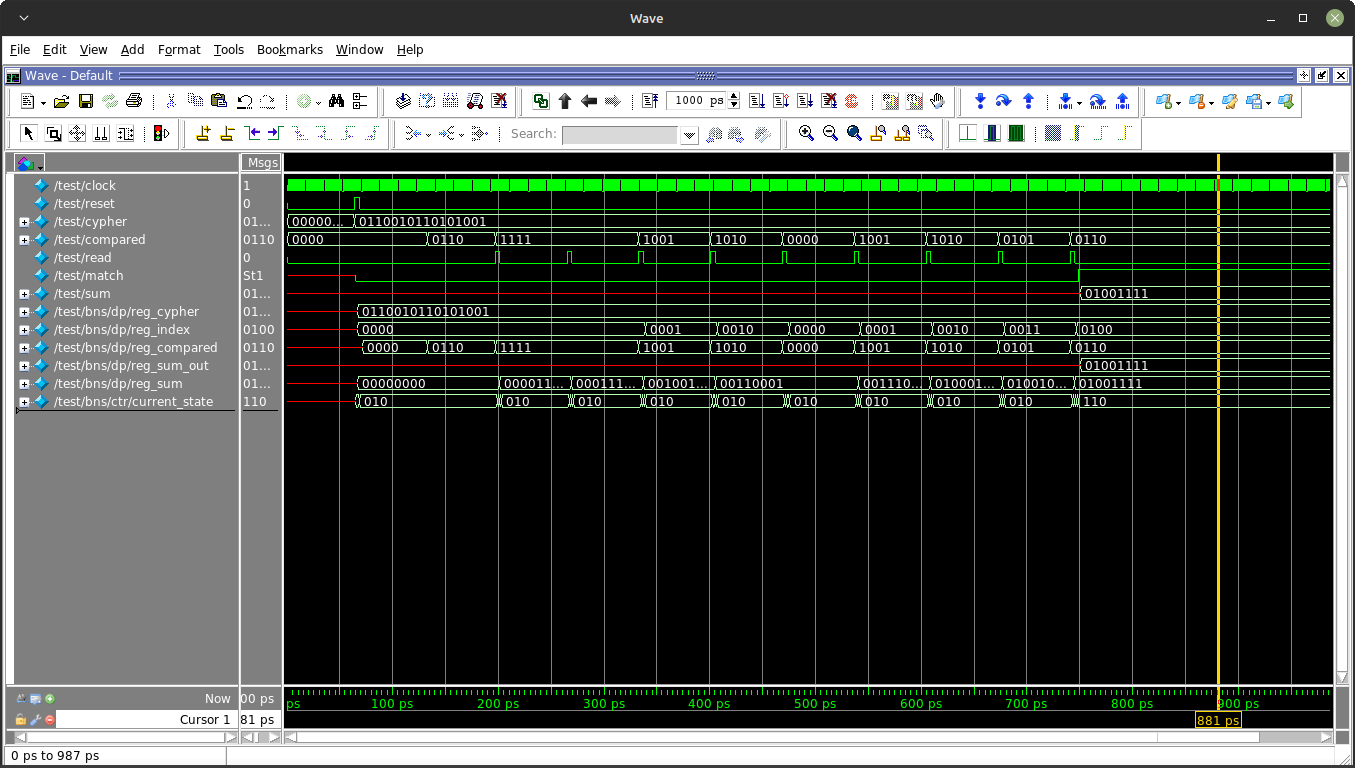 Wave
File Edit View Add Format Tools Bookmarks Window Help
Wave - Default
1000 ps
Search:
Msgs
/test/clock 1
/test/reset 0
/test/cypher 01... 00000... 0110010110101001
/test/compared 0110 0000 0110 1111 1001 1010 0000 1001 1010 0101 0110
/test/read 0
/test/match St1
/test/sum 01... 01001111
/test/bns/dp/reg_cypher 01... 0110010110101001
/test/bns/dp/reg_index 0100 0000 0001 0010 0000 0001 0010 0011 0100
/test/bns/dp/reg_compared 0110 0000 0110 1111 1001 1010 0000 1001 1010 0101 0110
/test/bns/dp/reg_sum_out 01... 01001111
/test/bns/dp/reg_sum 01... 00000000 000011... 000111... 001001... 00110001 001110... 010001... 010010... 01001111
/test/bns/ctr/current_state 110 010 010 010 010 010 010 010 010 010 110
Now 00 ps ps 100 ps 200 ps 300 ps 400 ps 500 ps 600 ps 700 ps 800 ps 900 ps
Cursor 1 81 ps 881 ps
0 ps to 987 ps